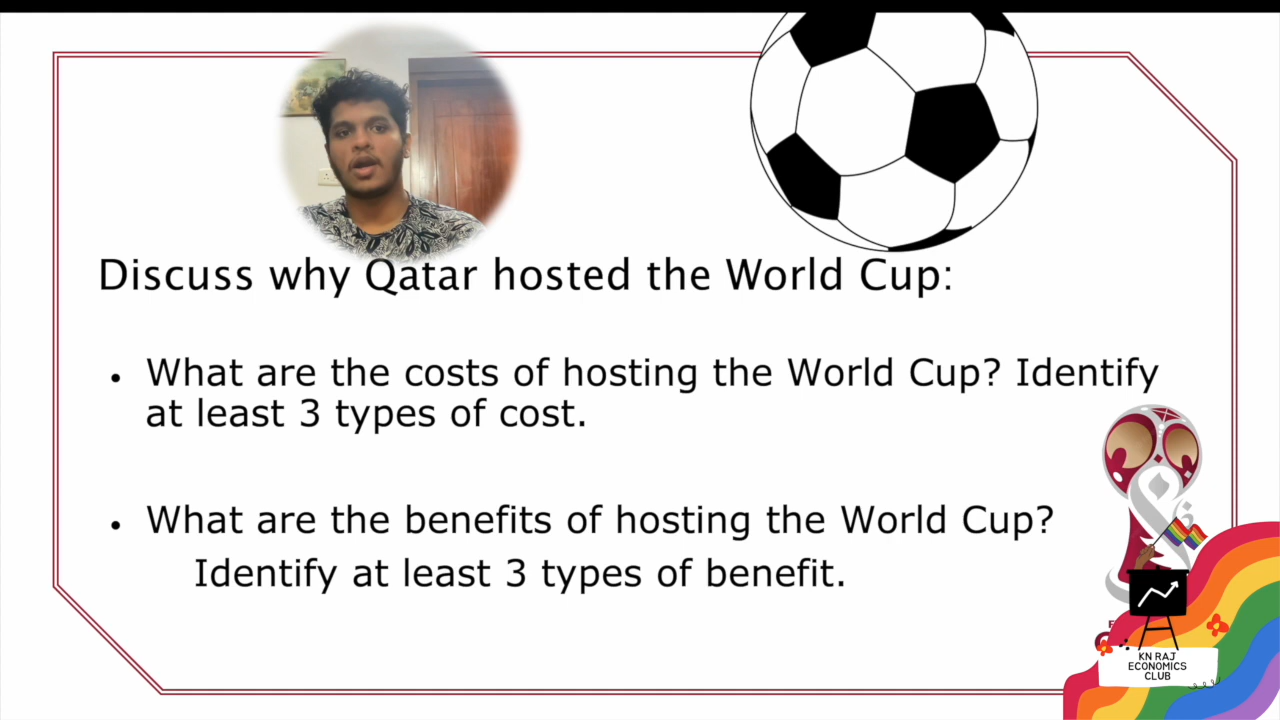 Discuss why Qatar hosted the World Cup:
• What are the costs of hosting the World Cup? Identify
at least 3 types of cost.
• What are the benefits of hosting the World Cup?
Identify at least 3 types of benefit.
KN RAJ
ECONOMICS
CLUB